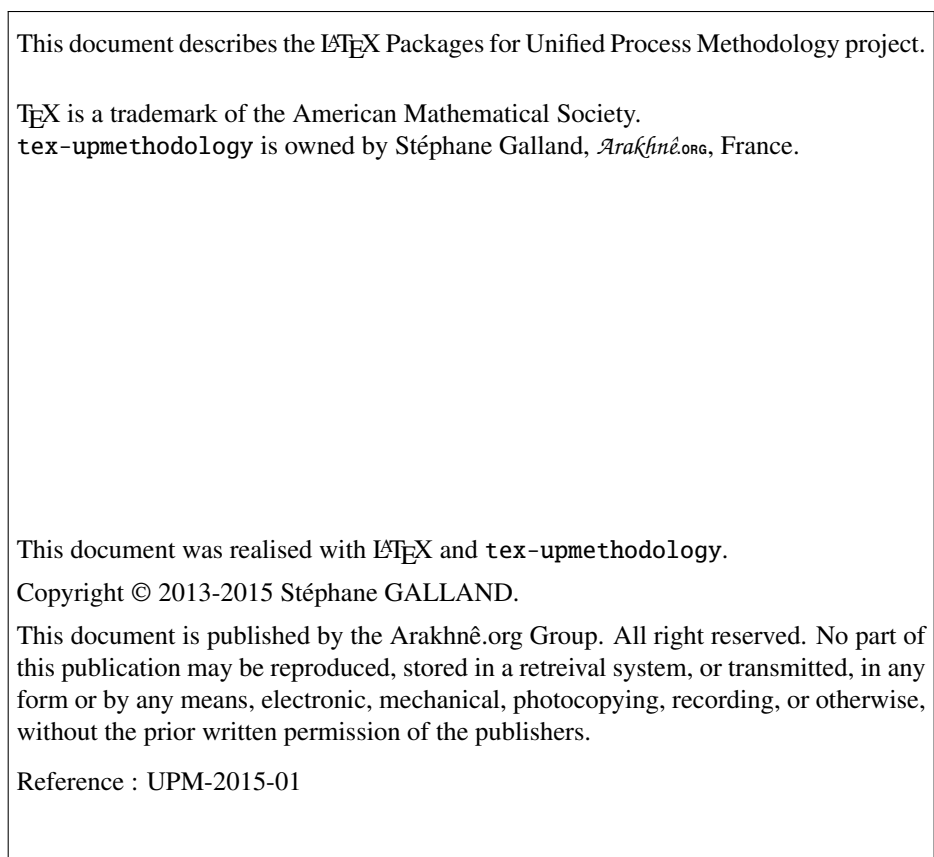 This document describes the LATEX Packages for Unified Process Methodology project.
TEX is a trademark of the American Mathematical Society.
tex-upmethodology is owned by Stéphane Galland, Arakhnê.ORG, France.
This document was realised with LATEX and tex-upmethodology.
Copyright © 2013-2015 Stéphane GALLAND.
This document is published by the Arakhnê.org Group. All right reserved. No part of
this publication may be reproduced, stored in a retreival system, or transmitted, in any
form or by any means, electronic, mechanical, photocopying, recording, or otherwise,
without the prior written permission of the publishers.
Reference : UPM-2015-01